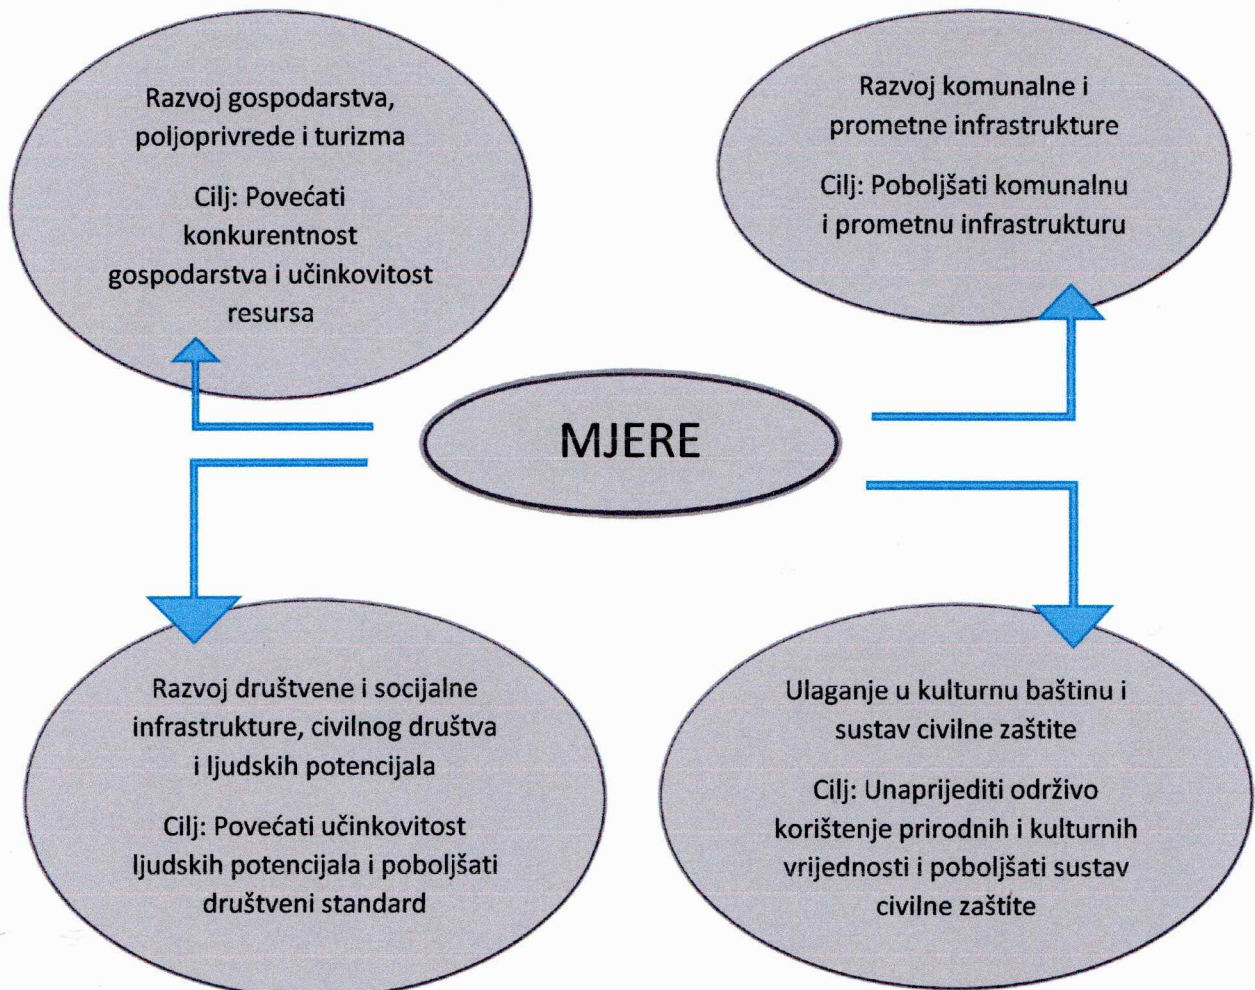 Razvoj gospodarstva,
poljoprivrede i turizma
Cilj: Povećati
konkurentnost
gospodarstva i učinkovitost
resursa
Razvoj komunalne i
prometne infrastrukture
Cilj: Poboljšati komunalnu
i prometnu infrastrukturu
MJERE
Razvoj društvene i socijalne
infrastrukture, civilnog društva
i ljudskih potencijala
Cilj: Povećati učinkovitost
ljudskih potencijala i poboljšati
društveni standard
Ulaganje u kulturnu baštinu i
sustav civilne zaštite
Cilj: Unaprijediti održivo
korištenje prirodnih i kulturnih
vrijednosti i poboljšati sustav
civilne zaštite